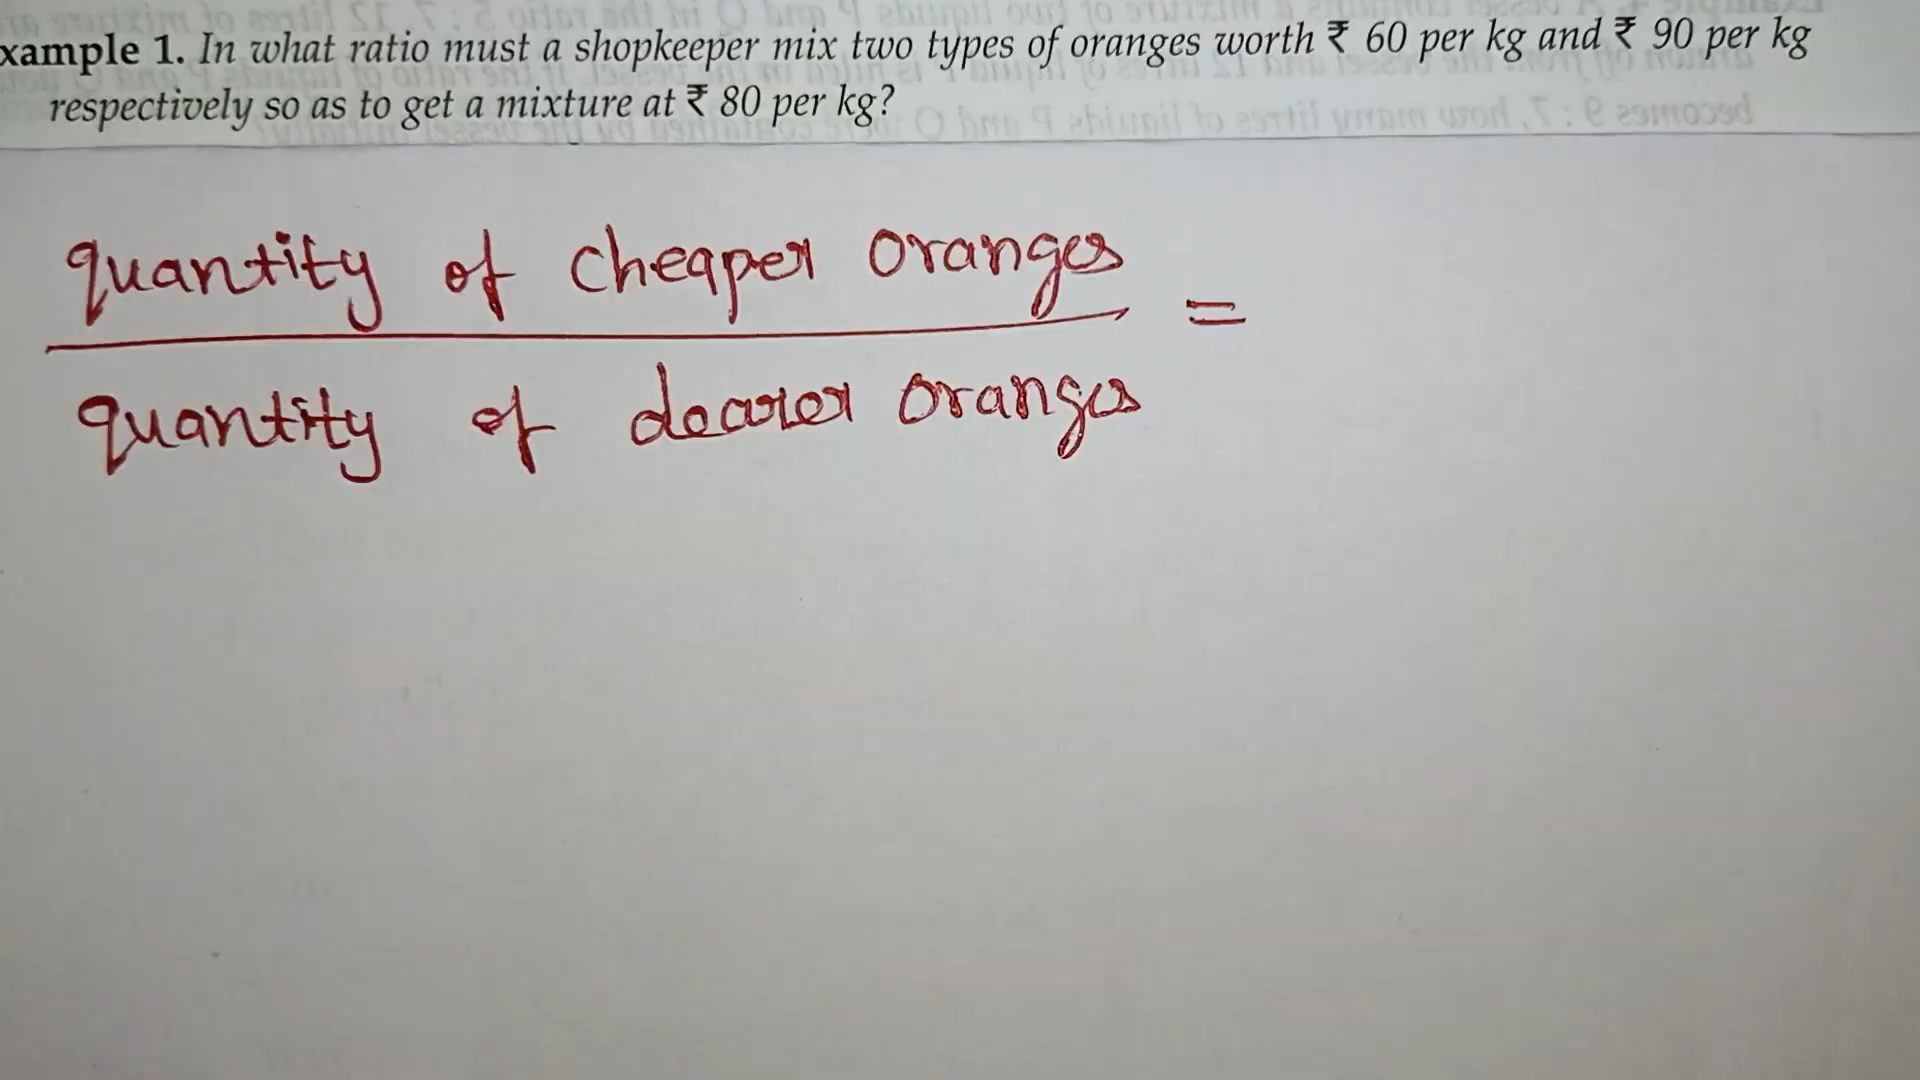 xample 1. In what ratio must a shopkeeper mix two types of oranges worth ₹ 60 per kg and ₹ 90 per kg
respectively so as to get a mixture at ₹ 80 per kg?
quantity of cheaper oranges
=
quantity of dearer oranges